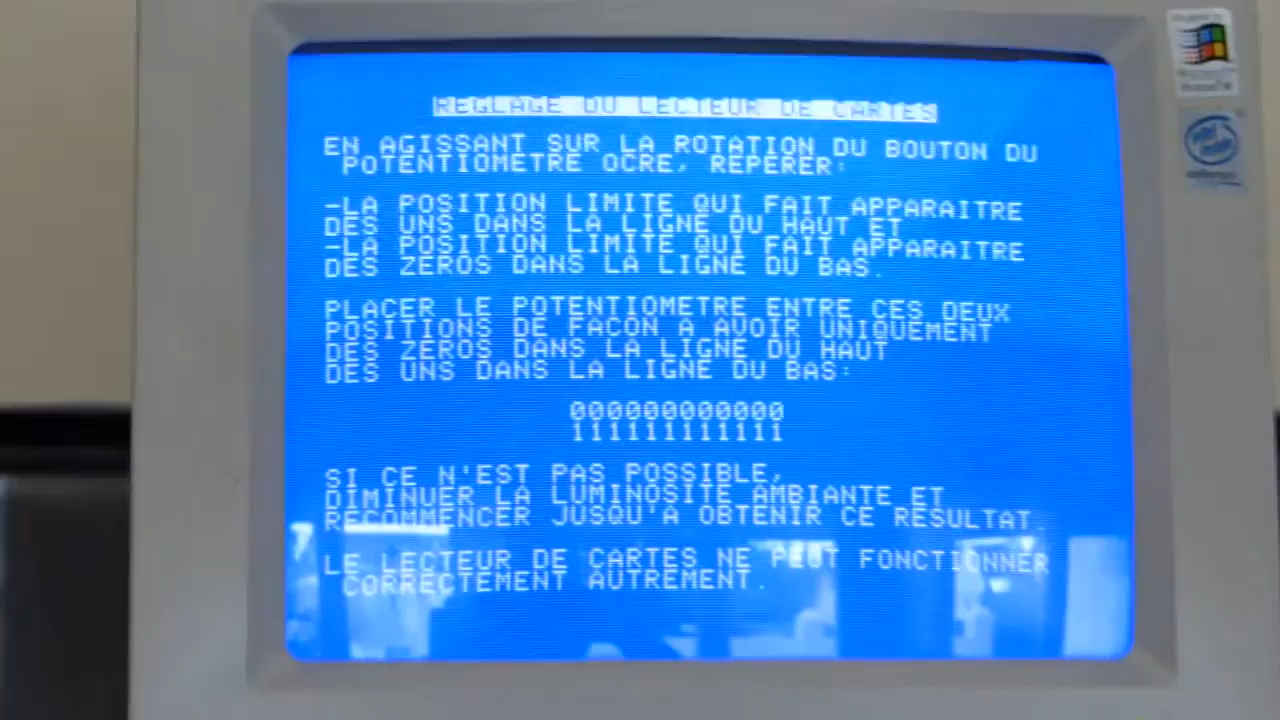 REGLAGE DU LECTEUR DE CARTES
EN AGISSANT SUR LA ROTATION DU BOUTON DU
POTENTIOMETRE OCRE, REPERER:
-LA POSITION LIMITE QUI FAIT APPARAITRE
DES UNS DANS LA LIGNE DU HAUT ET
-LA POSITION LIMITE QUI FAIT APPARAITRE
DES ZEROS DANS LA LIGNE DU BAS.
PLACER LE POTENTIOMETRE ENTRE CES DEUX
POSITIONS DE FACON A AVOIR UNIQUEMENT
DES ZEROS DANS LA LIGNE DU HAUT
DES UNS DANS LA LIGNE DU BAS:
000000000000
111111111111
SI CE N'EST PAS POSSIBLE,
DIMINUER LA LUMINOSITE AMBIANTE ET
RECOMMENCER JUSQU'A OBTENIR CE RESULTAT.
LE LECTEUR DE CARTES NE PEUT FONCTIONNER
CORRECTEMENT AUTREMENT.